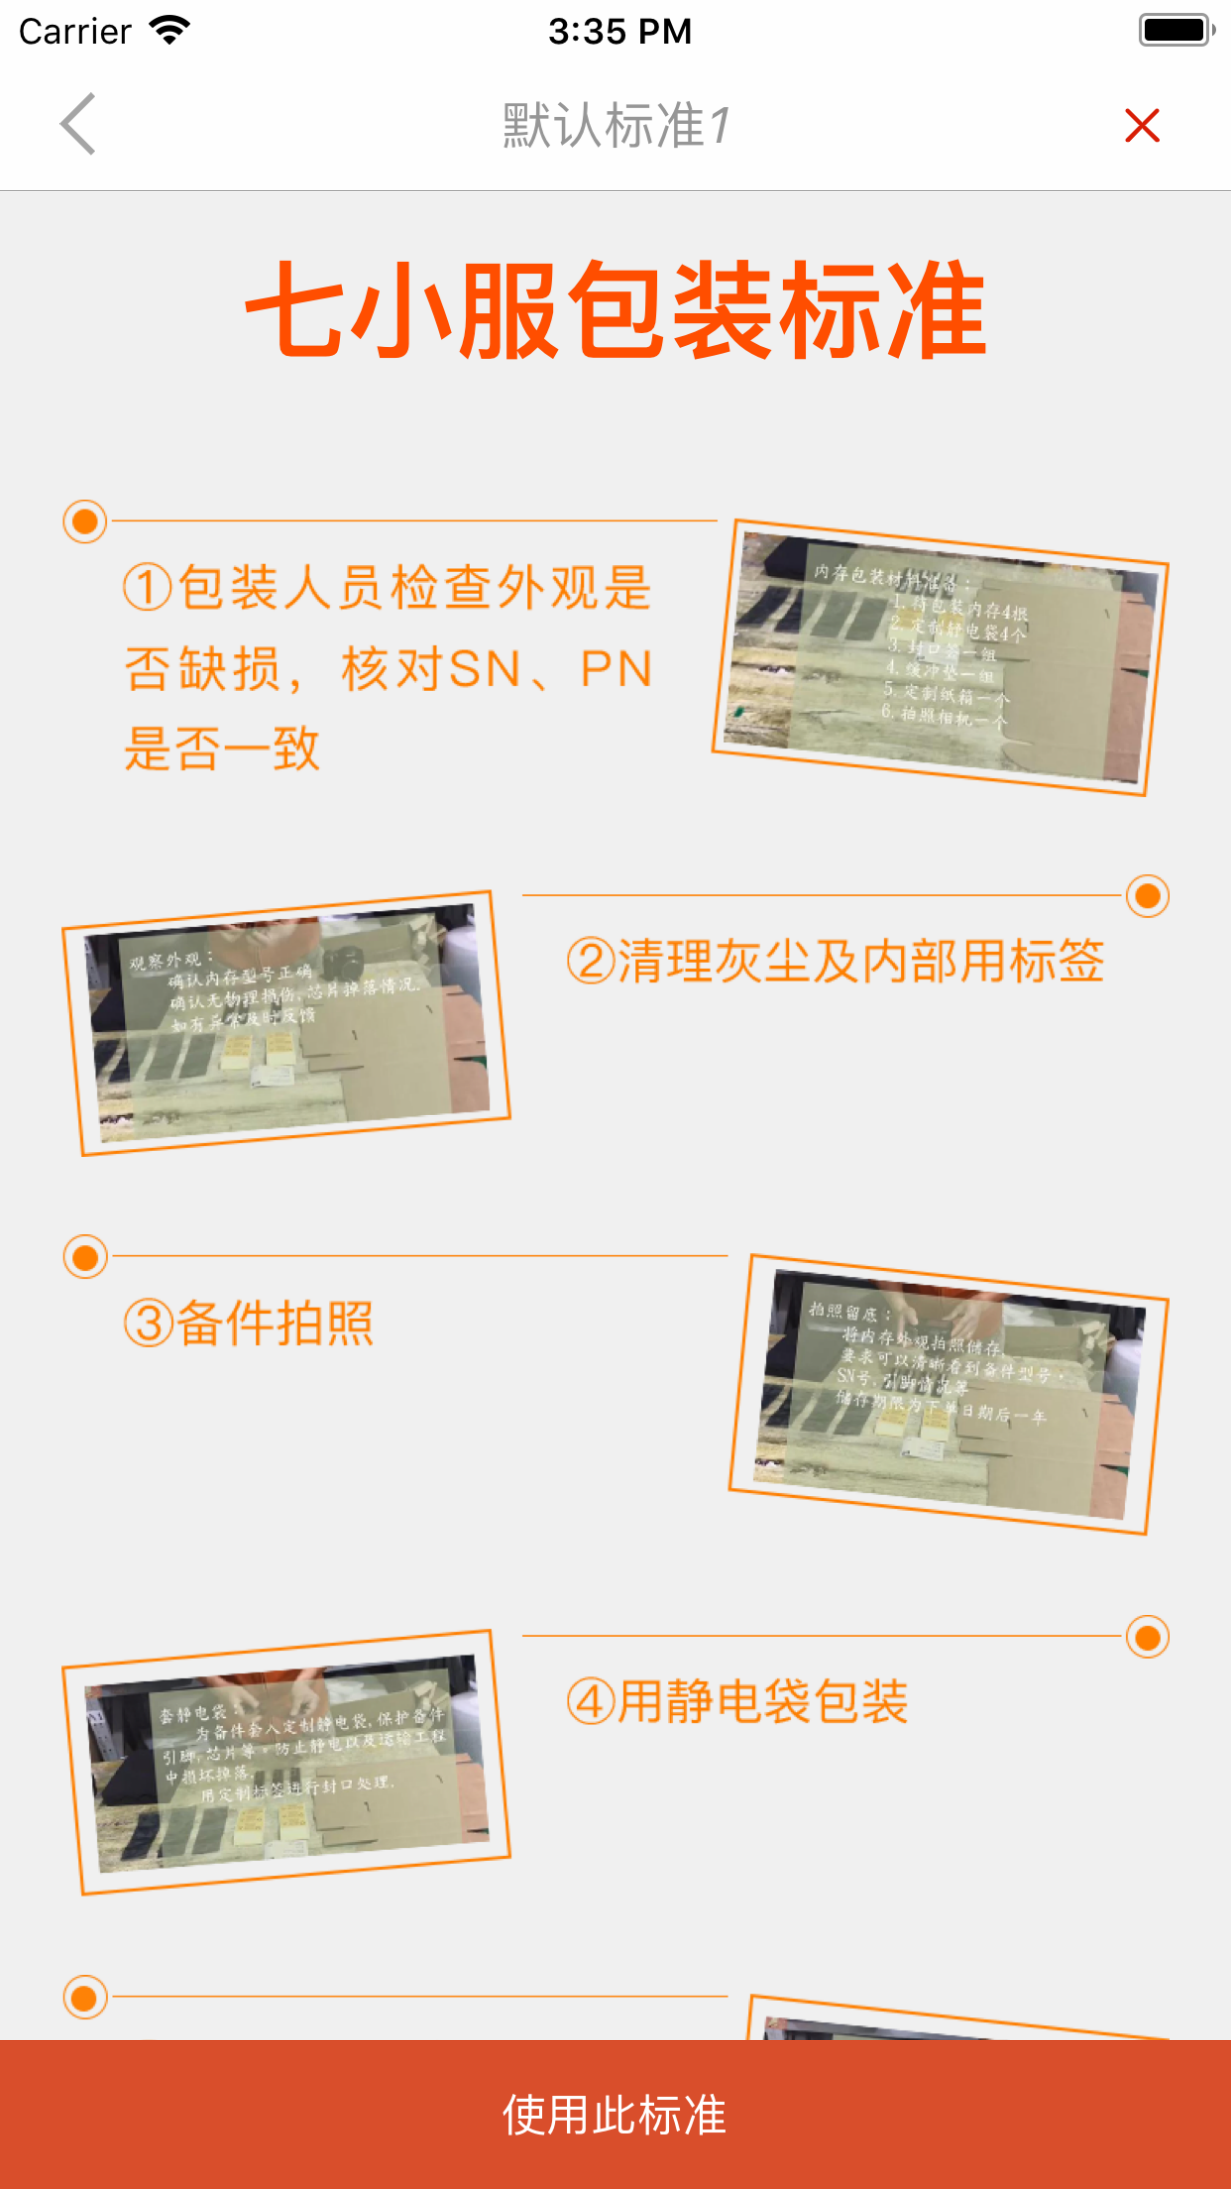 Carrier
3:35 PM
默认标准1
七小服包装标准
①包装人员检查外观是
否缺损，核对SN、PN
是否一致
内存包装材料准备：
1.待包装内存4根
2.定制静电袋4个
3.封口签一组
4.缓冲垫一组
5.定制纸箱一个
6.拍照相机一个
观察外观：
确认内存型号正确
确认无物理损伤,芯片掉落情况.
如有异常及时反馈
②清理灰尘及内部用标签
③备件拍照
拍照留底：
将内存外观拍照储存,
要求可以清晰看到备件型号,
SN号,引脚情况等
储存期限为下单日期后一年
套静电袋：
为备件套入定制静电袋,保护备件
引脚,芯片等。防止静电以及运输工程
中损坏掉落.
用定制标签进行封口处理.
④用静电袋包装
使用此标准